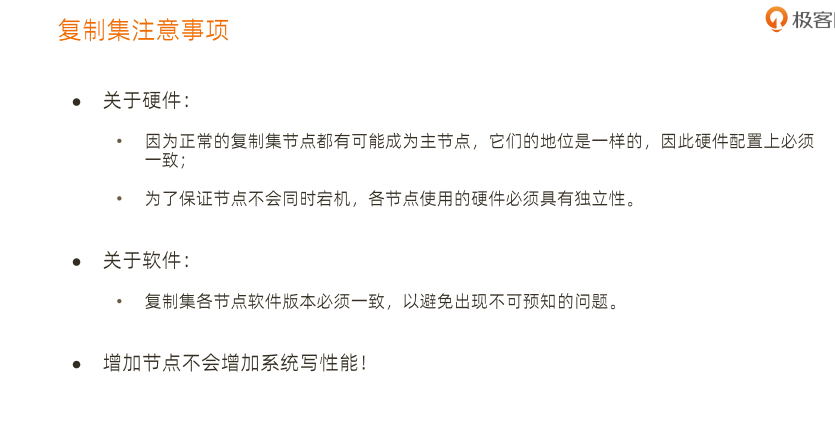 复制集注意事项
极客
● 关于硬件：
• 因为正常的复制集节点都有可能成为主节点，它们的地位是一样的，因此硬件配置上必须
一致；
• 为了保证节点不会同时宕机，各节点使用的硬件必须具有独立性。
● 关于软件：
• 复制集各节点软件版本必须一致，以避免出现不可预知的问题。
● 增加节点不会增加系统写性能！